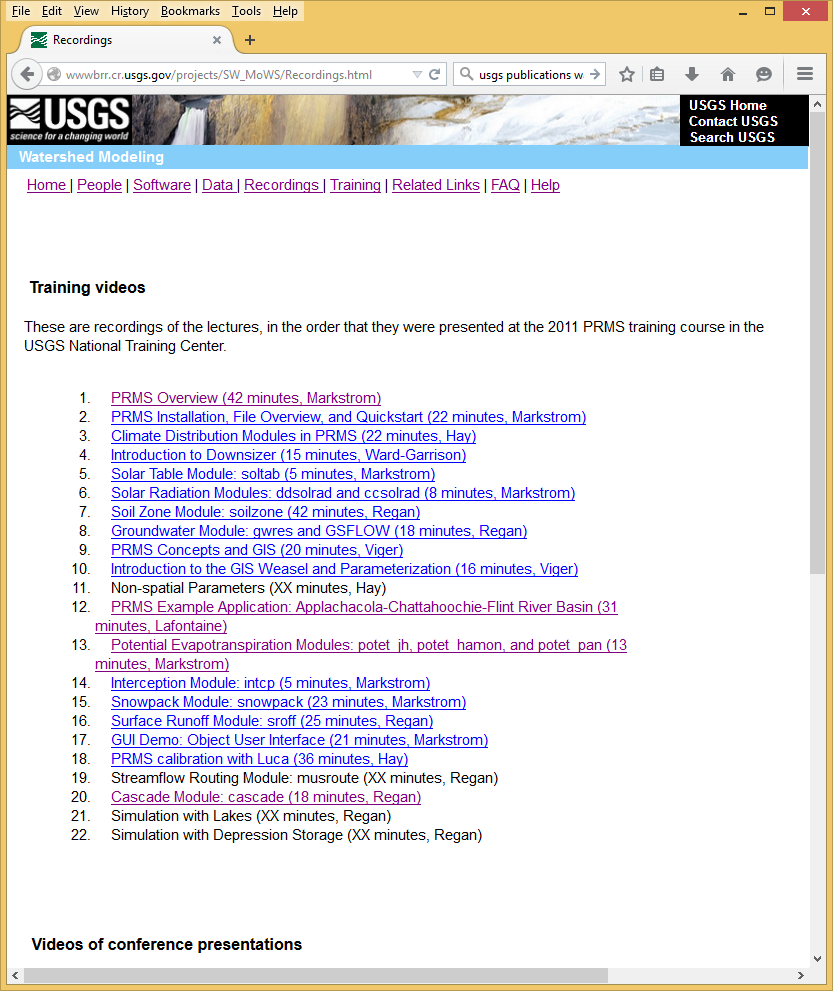 File Edit View History Bookmarks Tools Help
Recordings
wwwbrr.cr.usgs.gov/projects/SW_MoWS/Recordings.html
usgs publications w
USGS
science for a changing world
USGS Home
Contact USGS
Search USGS
Watershed Modeling
Home | People | Software | Data | Recordings | Training | Related Links | FAQ | Help
Training videos
These are recordings of the lectures, in the order that they were presented at the 2011 PRMS training course in the
USGS National Training Center.
1. PRMS Overview (42 minutes, Markstrom)
2. PRMS Installation, File Overview, and Quickstart (22 minutes, Markstrom)
3. Climate Distribution Modules in PRMS (22 minutes, Hay)
4. Introduction to Downsizer (15 minutes, Ward-Garrison)
5. Solar Table Module: soltab (5 minutes, Markstrom)
6. Solar Radiation Modules: ddsolrad and ccsolrad (8 minutes, Markstrom)
7. Soil Zone Module: soilzone (42 minutes, Regan)
8. Groundwater Module: gwres and GSFLOW (18 minutes, Regan)
9. PRMS Concepts and GIS (20 minutes, Viger)
10. Introduction to the GIS Weasel and Parameterization (16 minutes, Viger)
11. Non-spatial Parameters (XX minutes, Hay)
12. PRMS Example Application: Applachacola-Chattahoochie-Flint River Basin (31
minutes, Lafontaine)
13. Potential Evapotranspiration Modules: potet_jh, potet_hamon, and potet_pan (13
minutes, Markstrom)
14. Interception Module: intcp (5 minutes, Markstrom)
15. Snowpack Module: snowpack (23 minutes, Markstrom)
16. Surface Runoff Module: sroff (25 minutes, Regan)
17. GUI Demo: Object User Interface (21 minutes, Markstrom)
18. PRMS calibration with Luca (36 minutes, Hay)
19. Streamflow Routing Module: musroute (XX minutes, Regan)
20. Cascade Module: cascade (18 minutes, Regan)
21. Simulation with Lakes (XX minutes, Regan)
22. Simulation with Depression Storage (XX minutes, Regan)
Videos of conference presentations